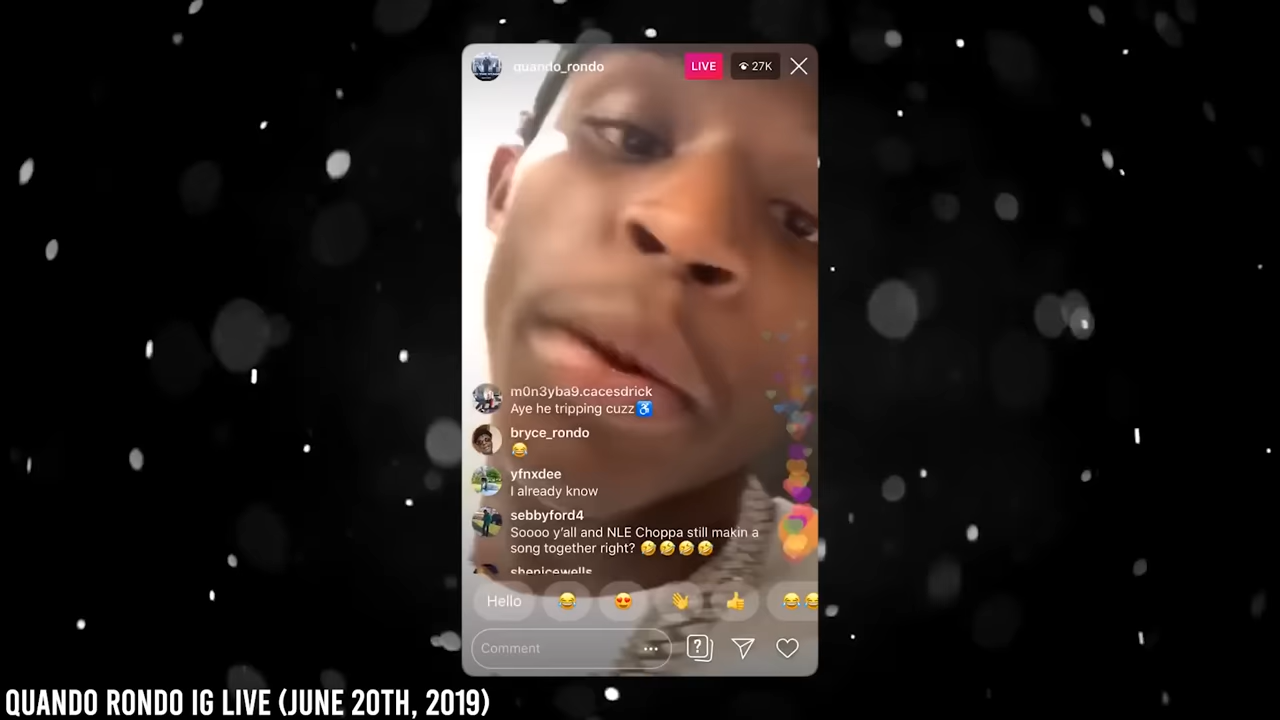 quando_rondo
LIVE
27K
m0n3yba9.cacesdrick
Aye he tripping cuzz♿
bryce_rondo
😂
yfnxdee
I already know
sebbyford4
Soooo y'all and NLE Choppa still makin a
song together right? 🤣🤣🤣🤣
shenicewells
Hello 😂 😍 👋 👍 😂😂
Comment
QUANDO RONDO IG LIVE (JUNE 20TH, 2019)